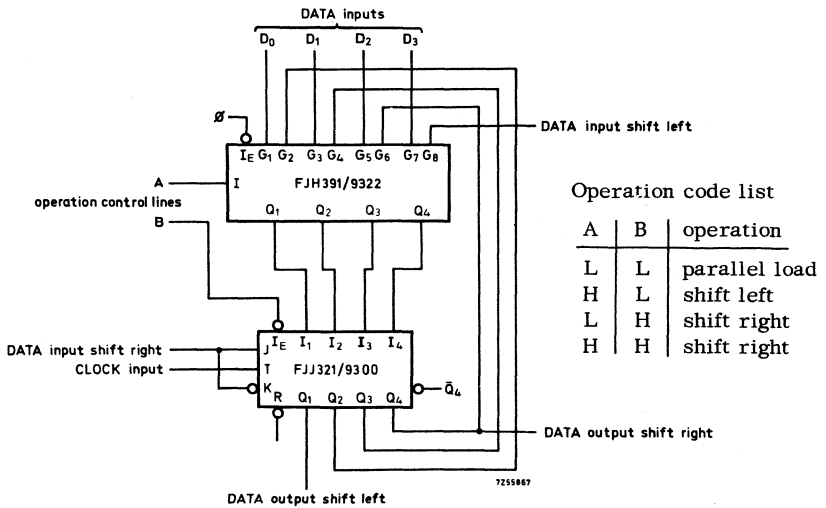 DATA inputs
D0 D1 D2 D3
Ø
DATA input shift left
IE G1 G2 G3 G4 G5 G6 G7 G8
A
I FJH391/9322
operation control lines
Q1 Q2 Q3 Q4
B
Operation code list
A B operation
L L parallel load
H L shift left
L H shift right
H H shift right
IE I1 I2 I3 I4
DATA input shift right
J
CLOCK input
T FJJ321/9300
K
R Q1 Q2 Q3 Q4
Q̄4
DATA output shift right
7Z55867
DATA output shift left